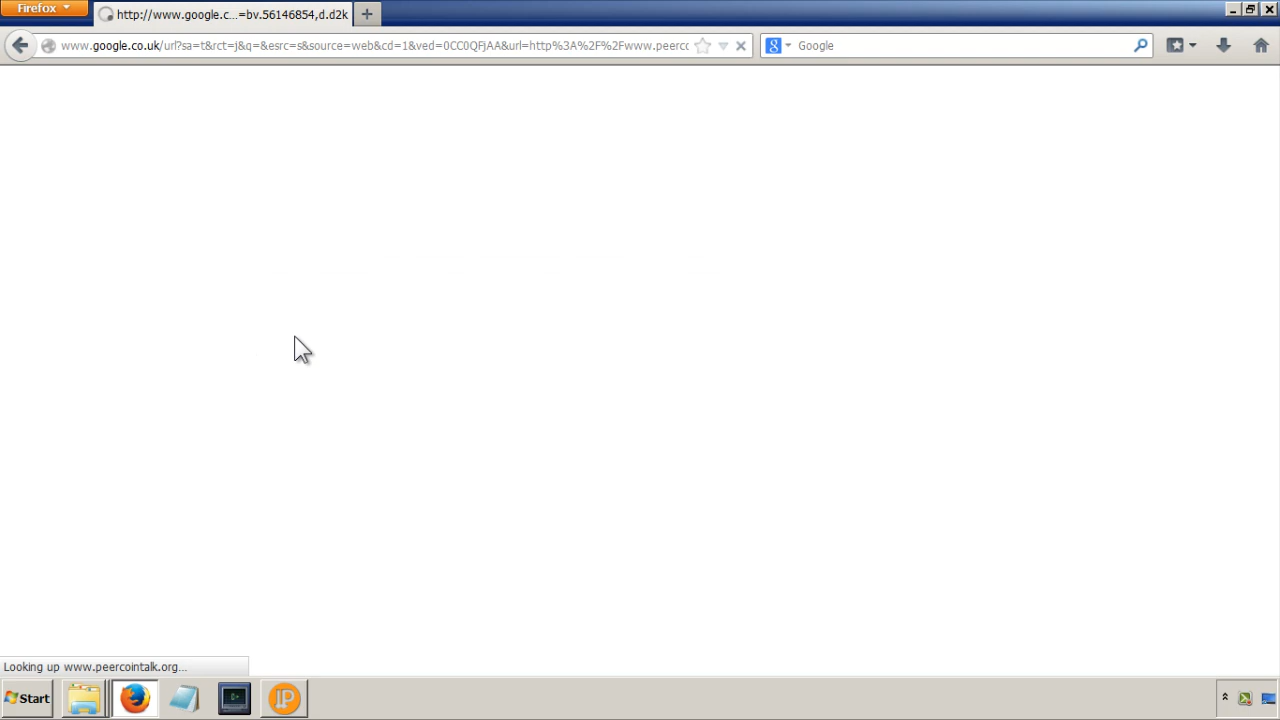 Firefox
http://www.google.c...=bv.56146854,d.d2k
www.google.co.uk/url?sa=t&rct=j&q=&esrc=s&source=web&cd=1&ved=0CC0QFjAA&url=http%3A%2F%2Fwww.peerco
Google
Looking up www.peercointalk.org...
Start